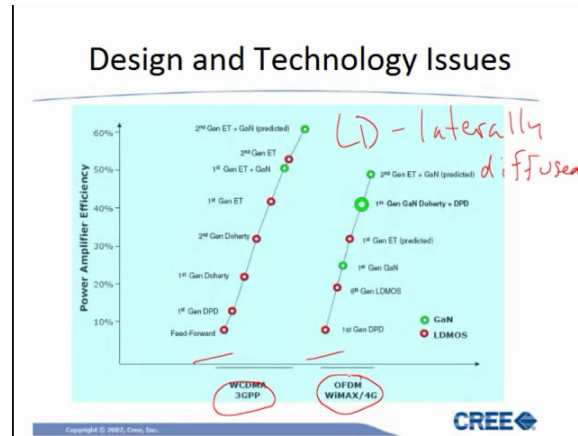 Design and Technology Issues
LD - laterally
diffused
Power Amplifier Efficiency
60%
50%
40%
30%
20%
10%
2nd Gen ET + GaN (predicted)
2nd Gen ET
1st Gen ET + GaN
1st Gen ET
2nd Gen Doherty
1st Gen Doherty
1st Gen DPD
Feed-Forward
2nd Gen ET + GaN (predicted)
1st Gen GaN Doherty + DPD
1st Gen ET (predicted)
1st Gen GaN
6th Gen LDMOS
1st Gen DPD
GaN
LDMOS
WCDMA
3GPP
OFDM
WiMAX/4G
Copyright © 2007, Cree, Inc.
CREE